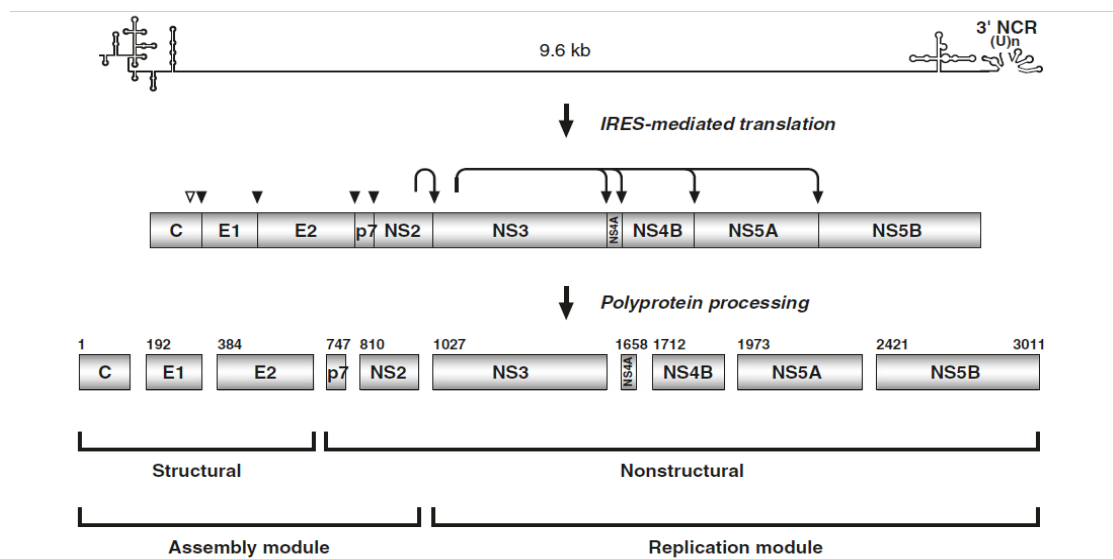 3' NCR
(U)n
9.6 kb
IRES-mediated translation
C E1 E2 p7 NS2 NS3 NS4A NS4B NS5A NS5B
Polyprotein processing
1 192 384 747 810 1027 1658 1712 1973 2421 3011
C E1 E2 p7 NS2 NS3 NS4A NS4B NS5A NS5B
Structural Nonstructural
Assembly module Replication module